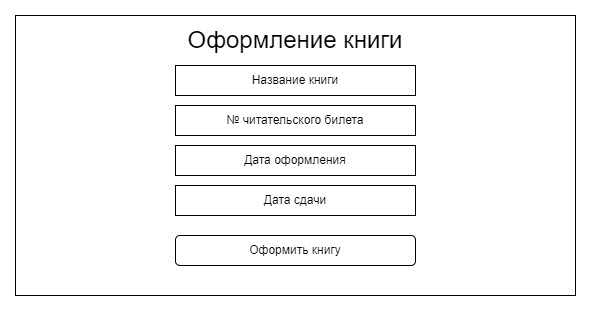 Оформление книги
Название книги
№ читательского билета
Дата оформления
Дата сдачи
Оформить книгу